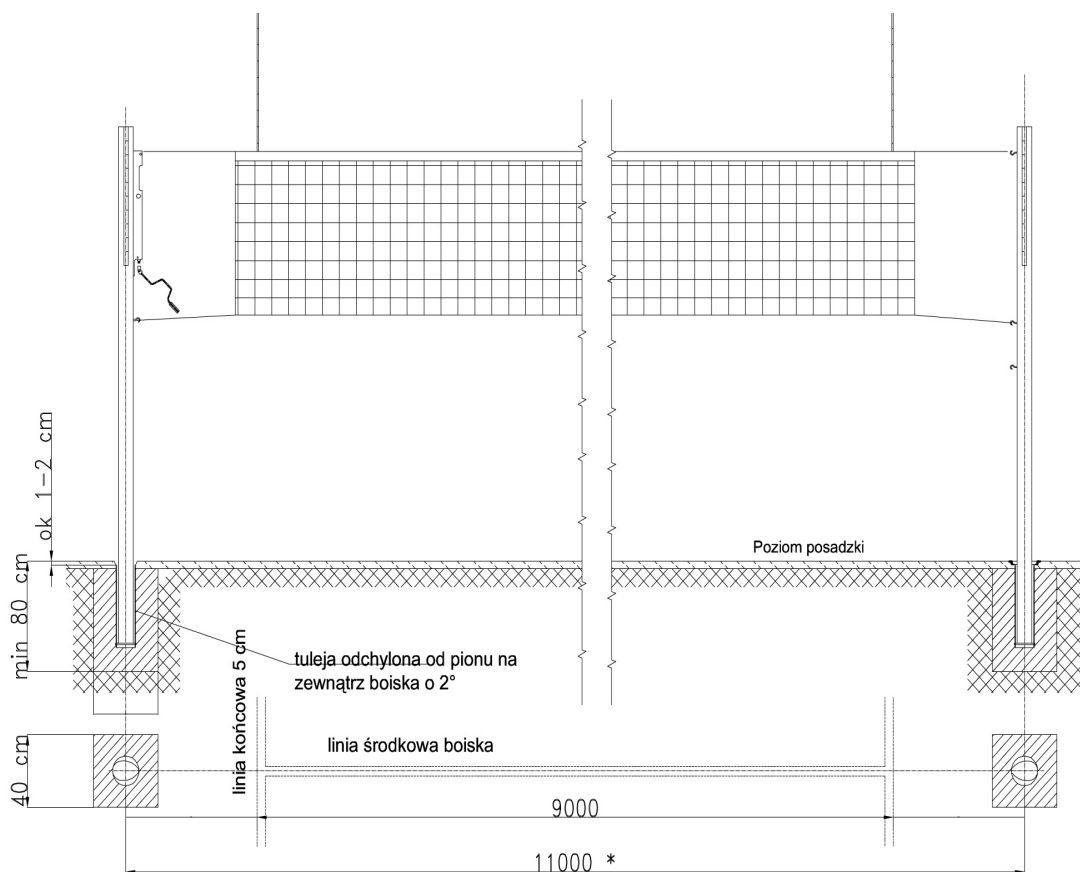 ok 1-2 cm
Poziom posadzki
min 80 cm
tuleja odchylona od pionu na
zewnątrz boiska o 2°
linia końcowa 5 cm
linia środkowa boiska
40 cm
9000
11000 *